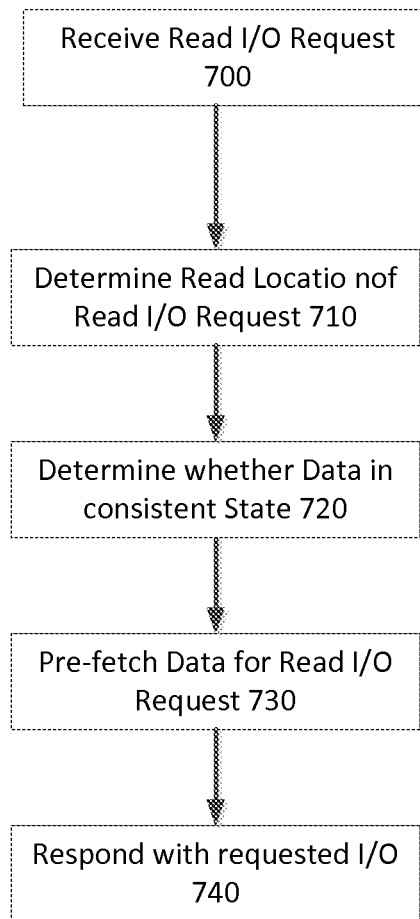 Receive Read I/O Request
700
Determine Read Locatio nof
Read I/O Request 710
Determine whether Data in
consistent State 720
Pre-fetch Data for Read I/O
Request 730
Respond with requested I/O
740